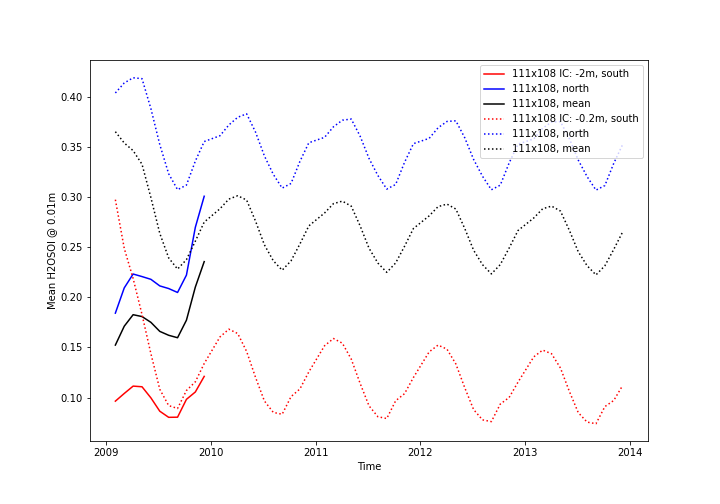 111x108 IC: -2m, south
111x108, north
111x108, mean
111x108 IC: -0.2m, south
111x108, north
111x108, mean
Mean H2OSOI @ 0.01m
0.40
0.35
0.30
0.25
0.20
0.15
0.10
2009 2010 2011 2012 2013 2014
Time